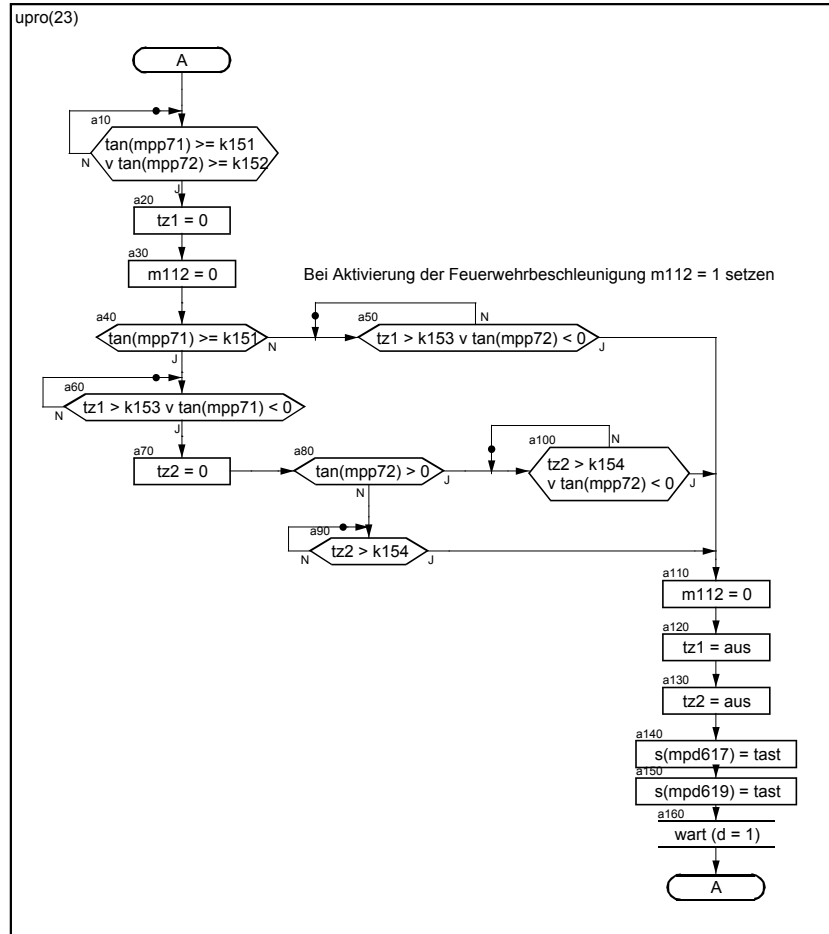 upro(23)
A
a10
tan(mpp71) >= k151
v tan(mpp72) >= k152
N
J
a20
tz1 = 0
a30
m112 = 0
Bei Aktivierung der Feuerwehrbeschleunigung m112 = 1 setzen
a40
tan(mpp71) >= k151
N
J
a50
N
tz1 > k153 v tan(mpp72) < 0
J
a60
tz1 > k153 v tan(mpp71) < 0
N
J
a70
tz2 = 0
a80
tan(mpp72) > 0
J
N
a100
N
tz2 > k154
v tan(mpp72) < 0
J
a90
tz2 > k154
N
J
a110
m112 = 0
a120
tz1 = aus
a130
tz2 = aus
a140
s(mpd617) = tast
a150
s(mpd619) = tast
a160
wart (d = 1)
A